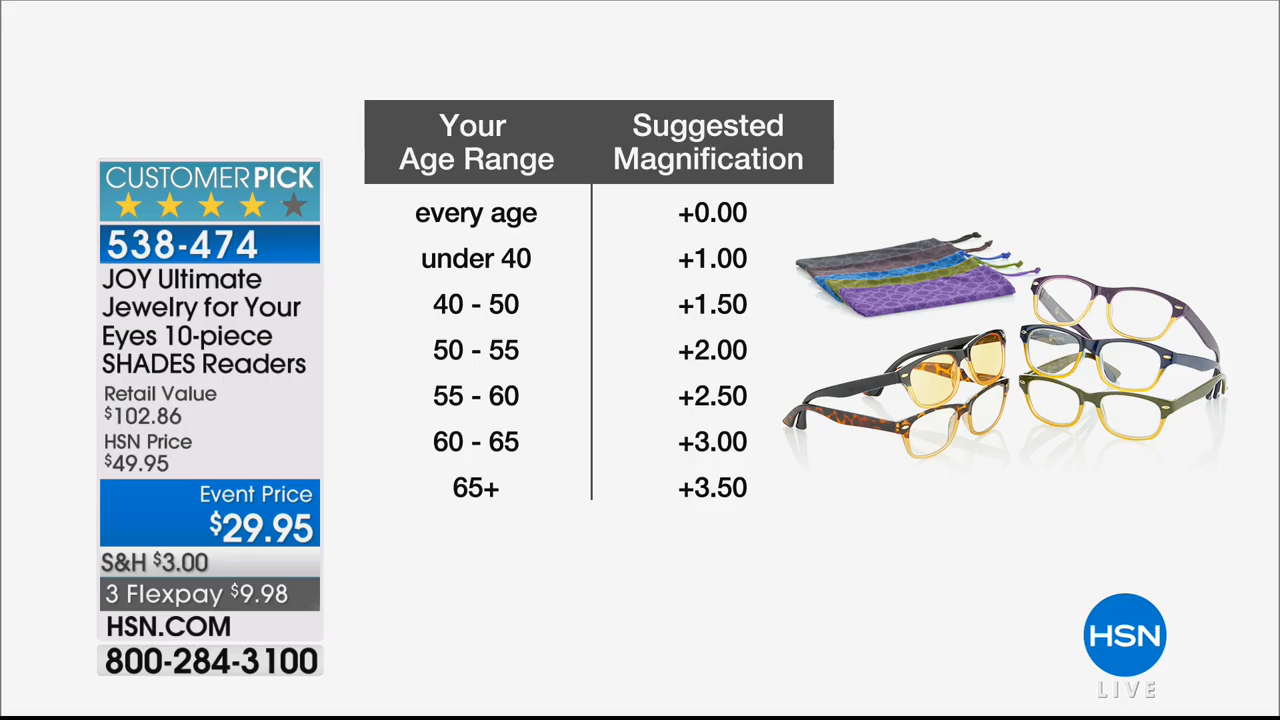 CUSTOMER PICK
538-474
JOY Ultimate
Jewelry for Your
Eyes 10-piece
SHADES Readers
Retail Value
$102.86
HSN Price
$49.95
Event Price
$29.95
S&H $3.00
3 Flexpay $9.98
HSN.COM
800-284-3100
Your Age Range Suggested Magnification
every age +0.00
under 40 +1.00
40 - 50 +1.50
50 - 55 +2.00
55 - 60 +2.50
60 - 65 +3.00
65+ +3.50
HSN
LIVE